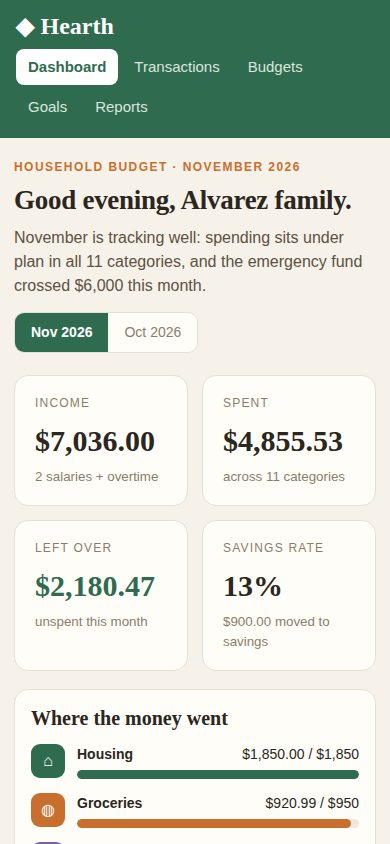 ◆ Hearth
Dashboard Transactions Budgets
Goals Reports
HOUSEHOLD BUDGET · NOVEMBER 2026
Good evening, Alvarez family.
November is tracking well: spending sits under
plan in all 11 categories, and the emergency fund
crossed $6,000 this month.
Nov 2026 Oct 2026
INCOME
$7,036.00
2 salaries + overtime
SPENT
$4,855.53
across 11 categories
LEFT OVER
$2,180.47
unspent this month
SAVINGS RATE
13%
$900.00 moved to
savings
Where the money went
Housing $1,850.00 / $1,850
Groceries $920.99 / $950